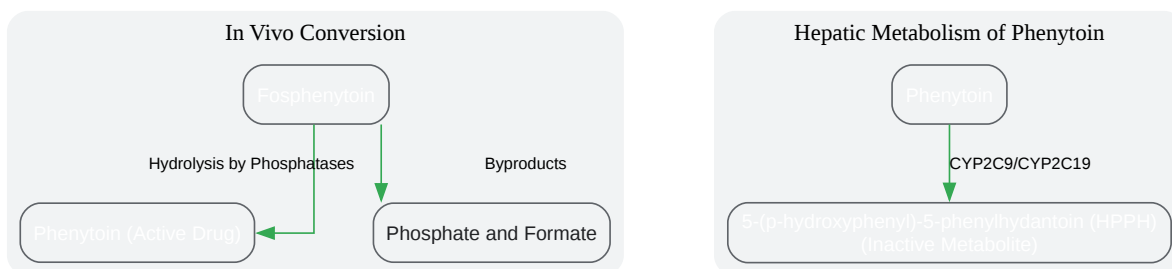 In Vivo Conversion
Fosphenytoin
Hydrolysis by Phosphatases
Byproducts
Phenytoin (Active Drug)
Phosphate and Formate
Hepatic Metabolism of Phenytoin
Phenytoin
CYP2C9/CYP2C19
5-(p-hydroxyphenyl)-5-phenylhydantoin (HPPH)
(Inactive Metabolite)